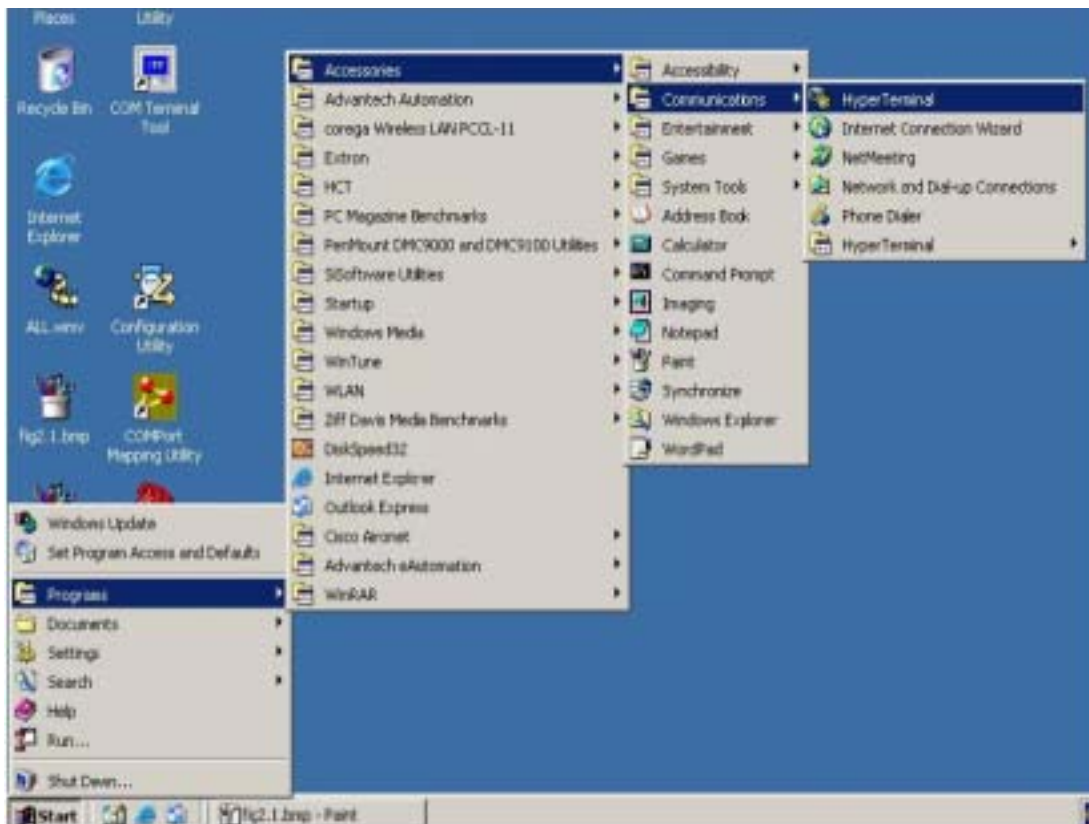 Places
Utility
Recycle Bin
COM Terminal
Tool
Internet
Explorer
ALL.wmv
Configuration
Utility
fig2.1.bmp
COMPort
Mapping Utility
Windows Update
Set Program Access and Defaults
Programs
Documents
Settings
Search
Help
Run...
Shut Down...
Start
fig2.1.bmp - Paint
Accessories
Advantech Automation
corega Wireless LAN PCCL-11
Extron
HCT
PC Magazine Benchmarks
PenMount DMC9000 and DMC9100 Utilities
SiSoftware Utilities
Startup
Windows Media
WinTune
WLAN
Ziff Davis Media Benchmarks
DiskSpeed32
Internet Explorer
Outlook Express
Cisco Aironet
Advantech eAutomation
WinRAR
Accessibility
Communications
Entertainment
Games
System Tools
Address Book
Calculator
Command Prompt
Imaging
Notepad
Paint
Synchronize
Windows Explorer
WordPad
HyperTerminal
Internet Connection Wizard
NetMeeting
Network and Dial-up Connections
Phone Dialer
HyperTerminal